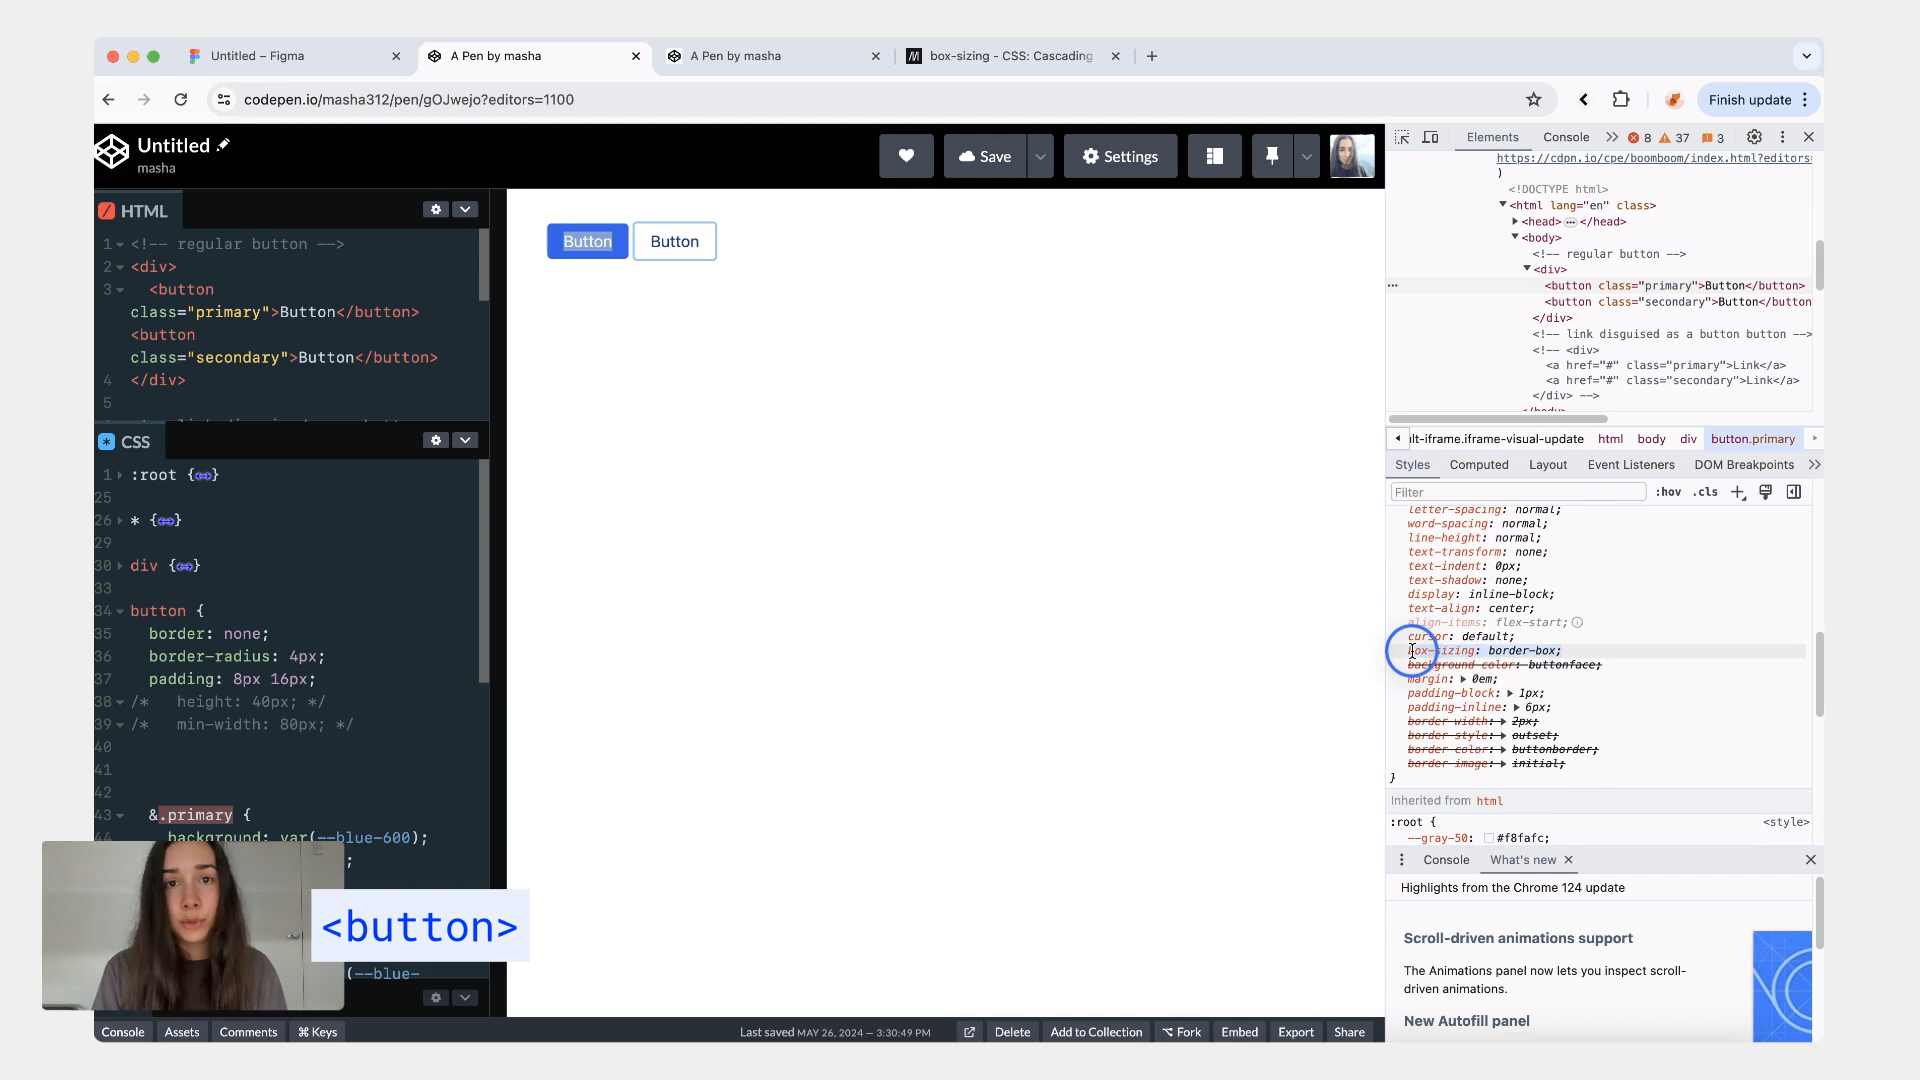 Untitled – Figma
A Pen by masha
A Pen by masha
box-sizing - CSS: Cascading
codepen.io/masha312/pen/gOJwejo?editors=1100
Finish update
Untitled
masha
Save
Settings
HTML
1 <!-- regular button -->
2 <div>
3 <button
class="primary">Button</button>
<button
class="secondary">Button</button>
4 </div>
5
CSS
1 :root {↔}
25
26 * {↔}
29
30 div {↔}
33
34 button {
35 border: none;
36 border-radius: 4px;
37 padding: 8px 16px;
38 /* height: 40px; */
39 /* min-width: 80px; */
40
41
42
43 &.primary {
44 background: var(--blue-600);
;
(--blue-
<button>
Button
Button
Elements
Console
8
37
3
https://cdpn.io/cpe/boomboom/index.html?editors=
)
<!DOCTYPE html>
<html lang="en" class>
<head>…</head>
<body>
<!-- regular button -->
<div>
<button class="primary">Button</button>
<button class="secondary">Button</button
</div>
<!-- link disguised as a button button -->
<!-- <div>
<a href="#" class="primary">Link</a>
<a href="#" class="secondary">Link</a>
</div> -->
</body>
ult-iframe.iframe-visual-update
html
body
div
button.primary
Styles
Computed
Layout
Event Listeners
DOM Breakpoints
Filter
:hov
.cls
letter-spacing: normal;
word-spacing: normal;
line-height: normal;
text-transform: none;
text-indent: 0px;
text-shadow: none;
display: inline-block;
text-align: center;
align-items: flex-start;
cursor: default;
box-sizing: border-box;
background-color: buttonface;
margin: 0em;
padding-block: 1px;
padding-inline: 6px;
border-width: 2px;
border-style: outset;
border-color: buttonborder;
border-image: initial;
}
Inherited from html
:root {
<style>
--gray-50: #f8fafc;
Console
What's new
Highlights from the Chrome 124 update
Scroll-driven animations support
The Animations panel now lets you inspect scroll-
driven animations.
New Autofill panel
Console
Assets
Comments
⌘ Keys
Last saved MAY 26, 2024 — 3:30:49 PM
Delete
Add to Collection
Fork
Embed
Export
Share